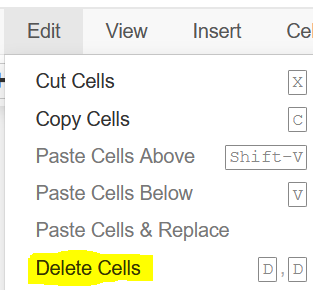 Edit View Insert Cel
Cut Cells X
Copy Cells C
Paste Cells Above Shift-V
Paste Cells Below V
Paste Cells & Replace
Delete Cells D,D